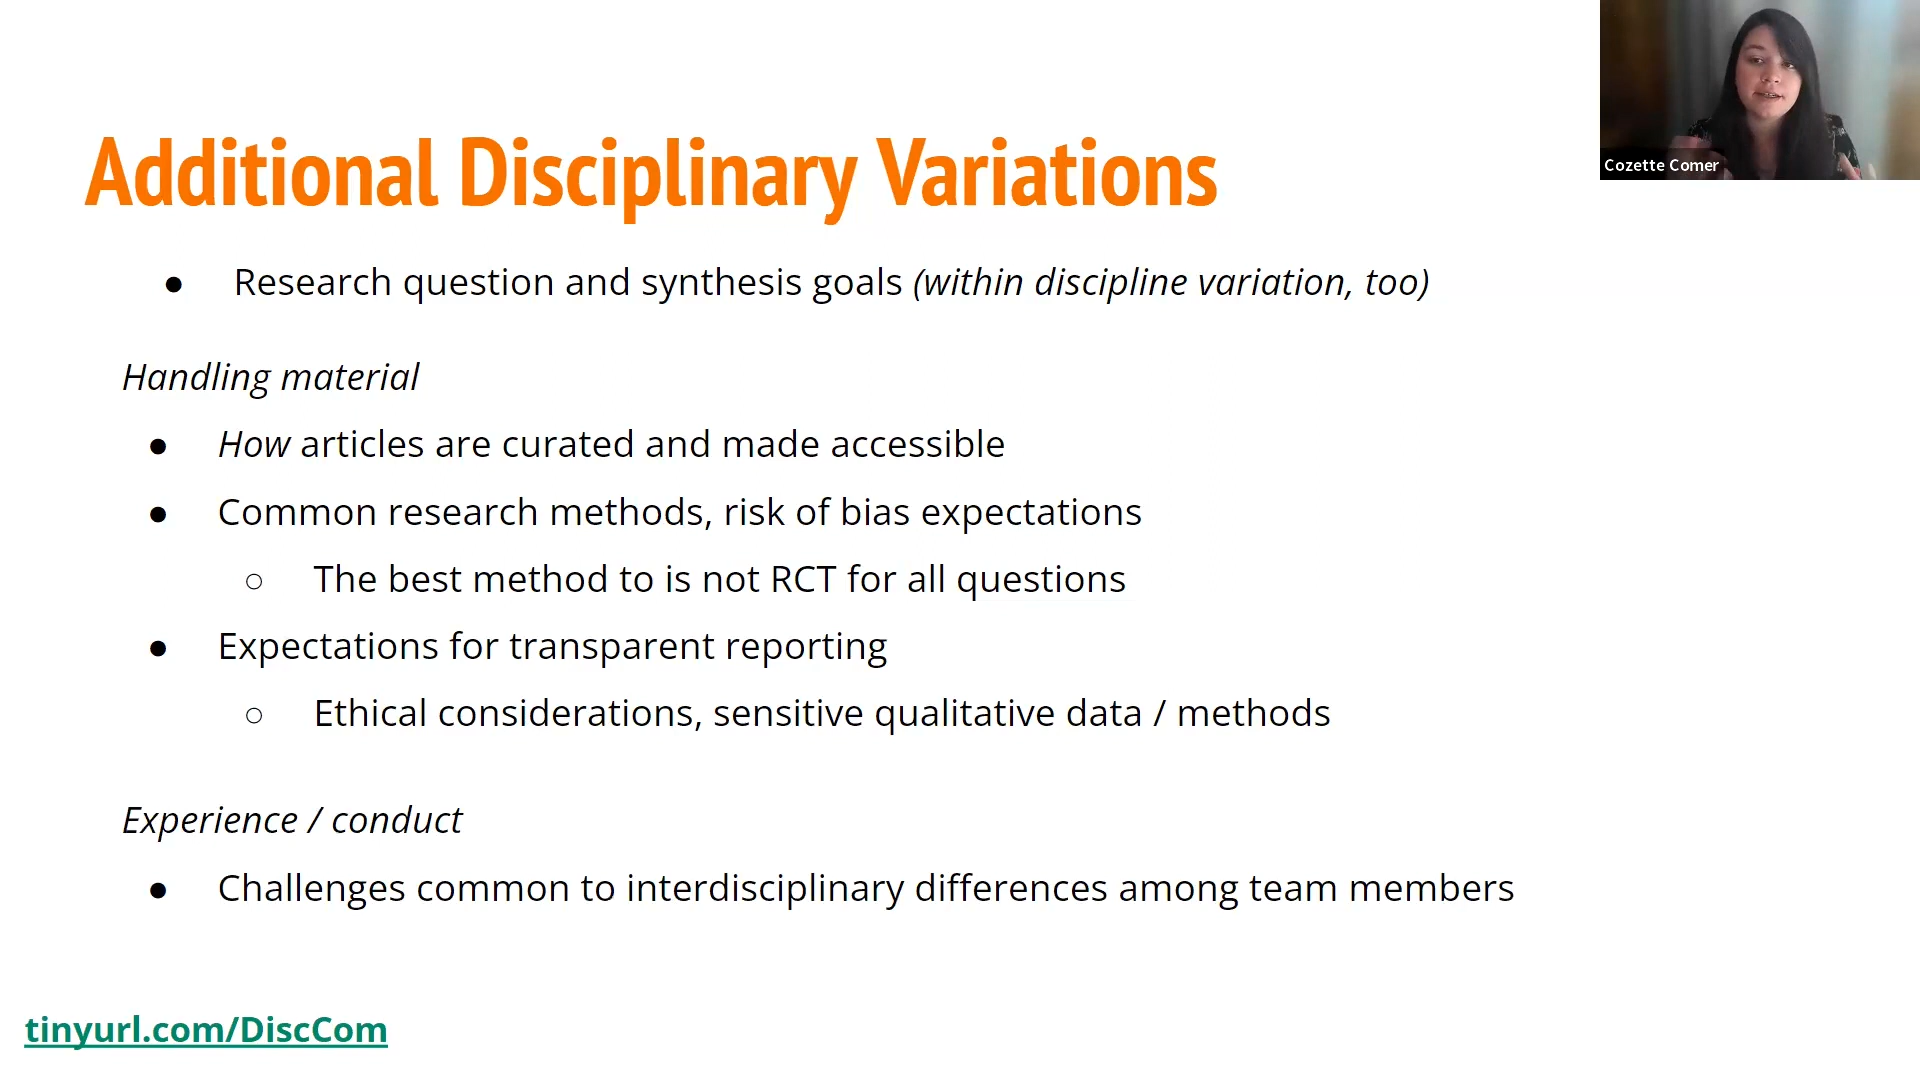 Additional Disciplinary Variations
Cozette Comer
● Research question and synthesis goals (within discipline variation, too)
Handling material
● How articles are curated and made accessible
● Common research methods, risk of bias expectations
○ The best method to is not RCT for all questions
● Expectations for transparent reporting
○ Ethical considerations, sensitive qualitative data / methods
Experience / conduct
● Challenges common to interdisciplinary differences among team members
tinyurl.com/DiscCom